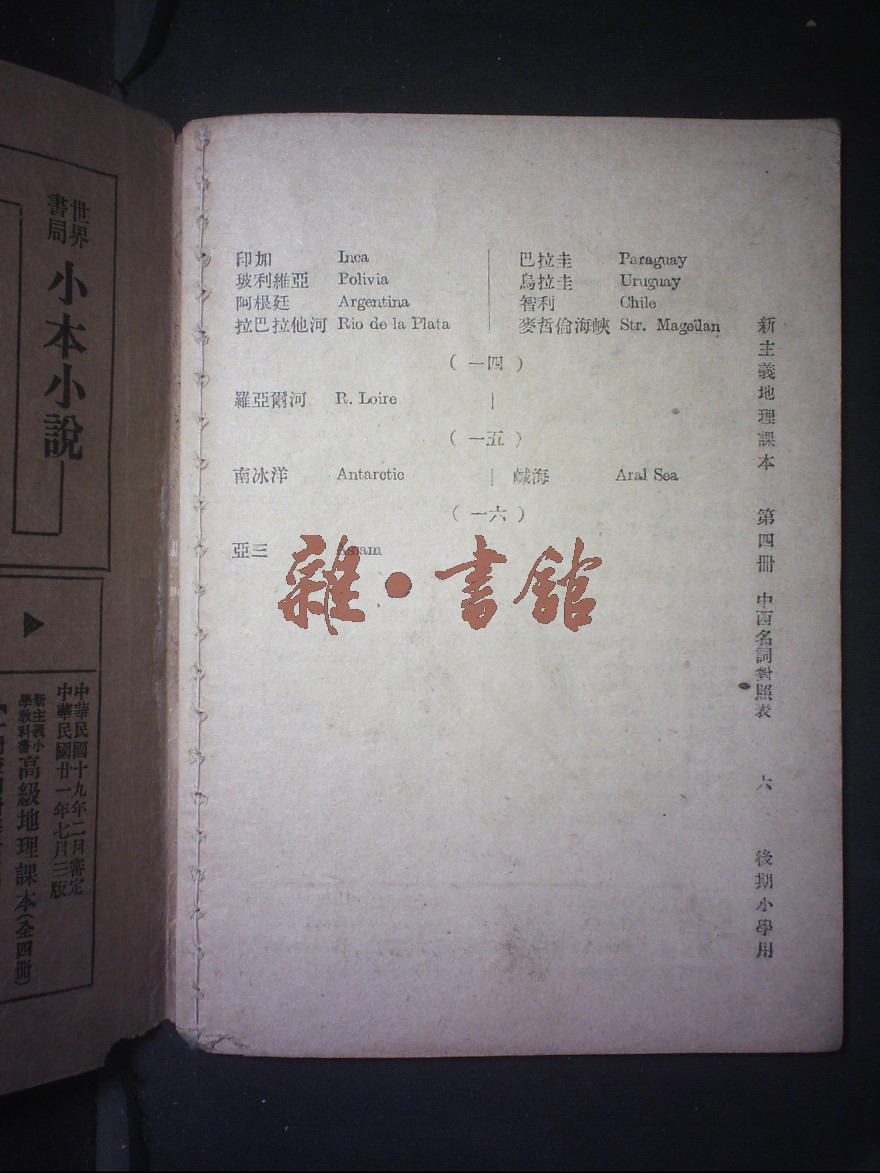 印加 Inca 巴拉圭 Paraguay
玻利維亞 Polivia 烏拉圭 Uruguay
阿根廷 Argentina 智利 Chile
拉巴拉他河 Rio de la Plata 麥哲倫海峽 Str. Magellan
(一四)
羅亞爾河 R. Loire
(一五)
南冰洋 Antarctic 鹹海 Aral Sea
(一六)
亞三
雜・書館
新主義地理課本 第四冊 中西名詞對照表 六 後期小學用
世界書局
小本小說
中華民國十九年二月審定
中華民國廿一年七月三版
新主義小學教科書 高級地理課本(全四冊)